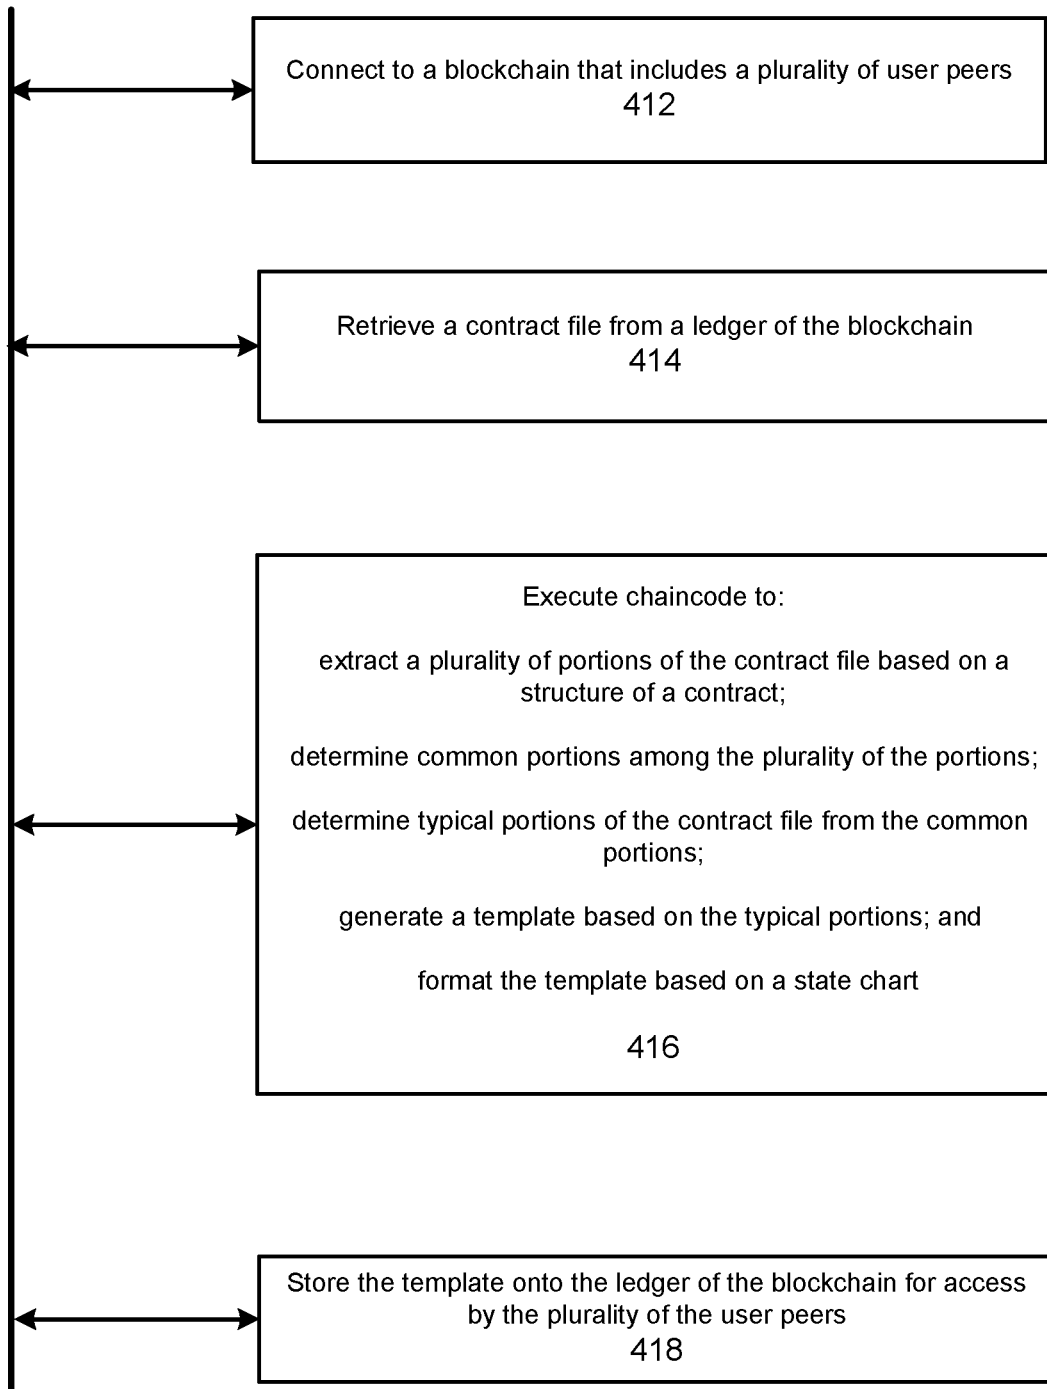 Connect to a blockchain that includes a plurality of user peers
412
Retrieve a contract file from a ledger of the blockchain
414
Execute chaincode to:
extract a plurality of portions of the contract file based on a
structure of a contract;
determine common portions among the plurality of the portions;
determine typical portions of the contract file from the common
portions;
generate a template based on the typical portions; and
format the template based on a state chart
416
Store the template onto the ledger of the blockchain for access
by the plurality of the user peers
418